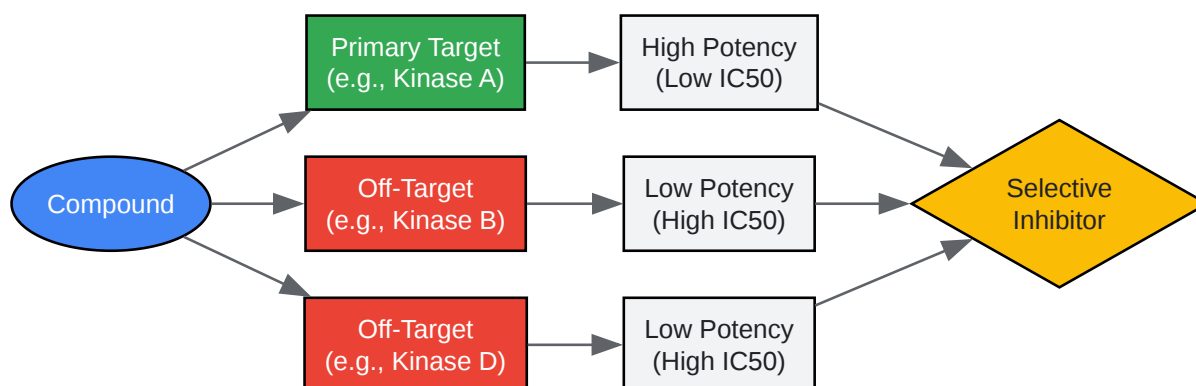 Primary Target
(e.g., Kinase A)
High Potency
(Low IC50)
Compound
Off-Target
(e.g., Kinase B)
Low Potency
(High IC50)
Selective
Inhibitor
Off-Target
(e.g., Kinase D)
Low Potency
(High IC50)